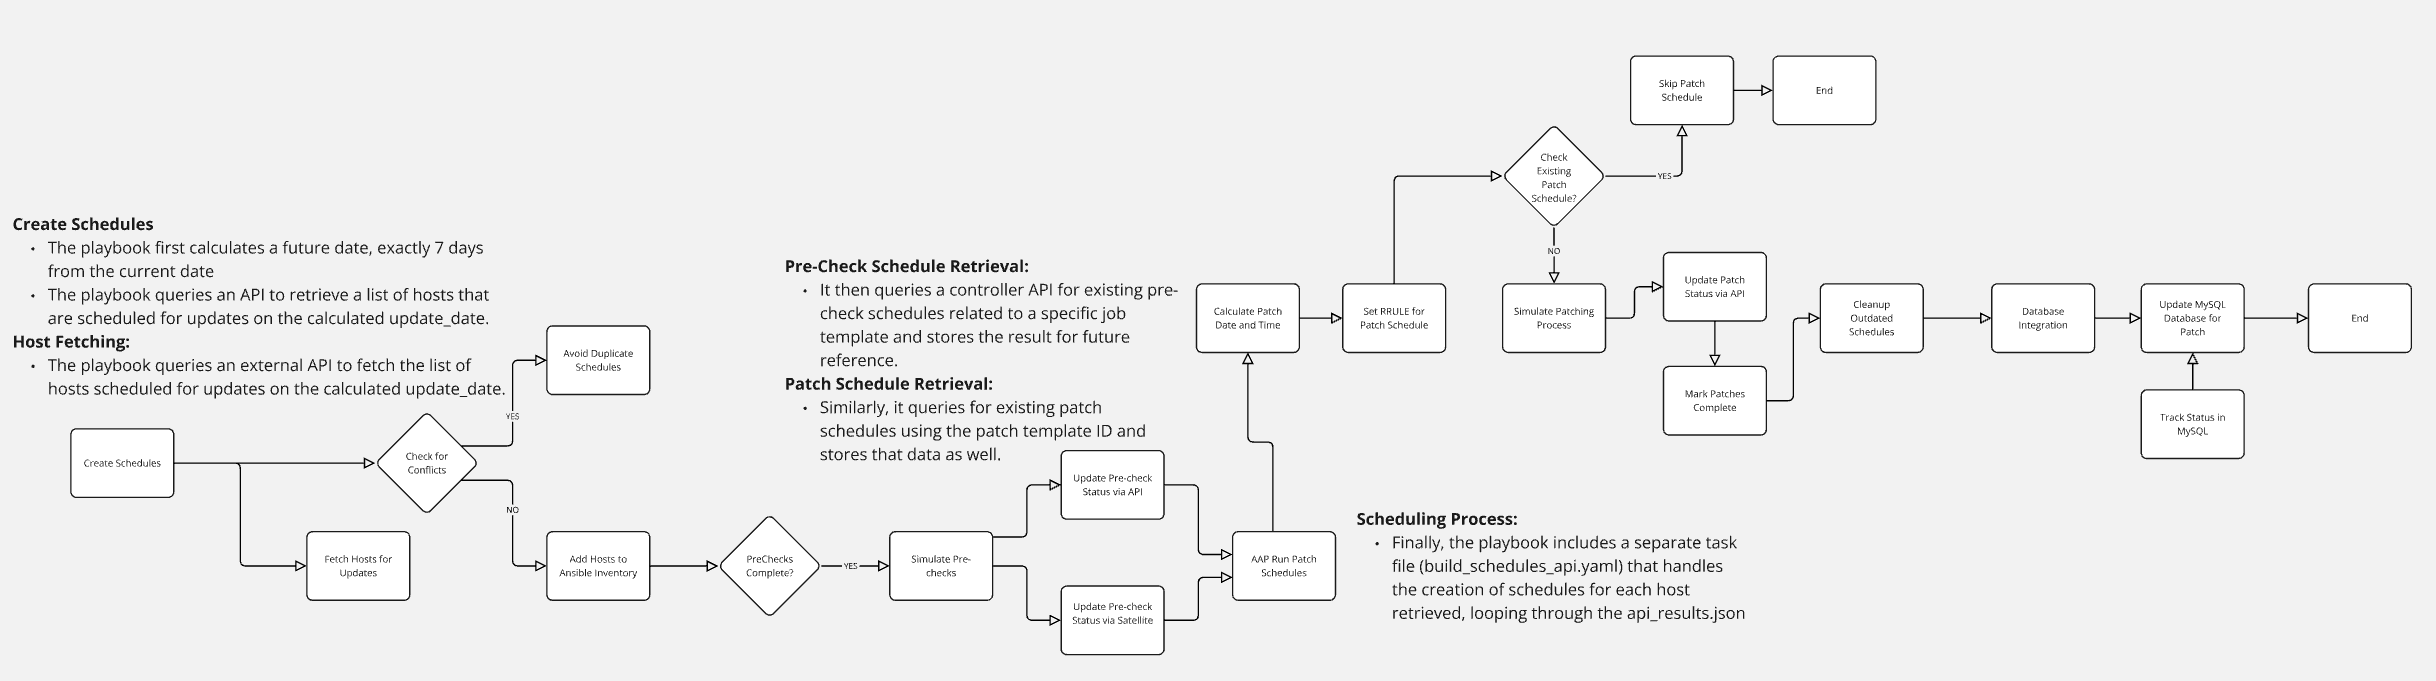 Create Schedules
• The playbook first calculates a future date, exactly 7 days
from the current date
• The playbook queries an API to retrieve a list of hosts that
are scheduled for updates on the calculated update_date.
Host Fetching:
• The playbook queries an external API to fetch the list of
hosts scheduled for updates on the calculated update_date.
Create Schedules
Fetch Hosts for
Updates
Check for
Conflicts
YES
NO
Avoid Duplicate
Schedules
Add Hosts to
Ansible Inventory
PreChecks
Complete?
YES
Simulate Pre-
checks
Pre-Check Schedule Retrieval:
• It then queries a controller API for existing pre-
check schedules related to a specific job
template and stores the result for future
reference.
Patch Schedule Retrieval:
• Similarly, it queries for existing patch
schedules using the patch template ID and
stores that data as well.
Update Pre-check
Status via API
Update Pre-check
Status via Satellite
AAP Run Patch
Schedules
Calculate Patch
Date and Time
Set RRULE for
Patch Schedule
Check
Existing
Patch
Schedule?
YES
NO
Skip Patch
Schedule
End
Simulate Patching
Process
Update Patch
Status via API
Mark Patches
Complete
Cleanup
Outdated
Schedules
Database
Integration
Update MySQL
Database for
Patch
End
Track Status in
MySQL
Scheduling Process:
• Finally, the playbook includes a separate task
file (build_schedules_api.yaml) that handles
the creation of schedules for each host
retrieved, looping through the api_results.json